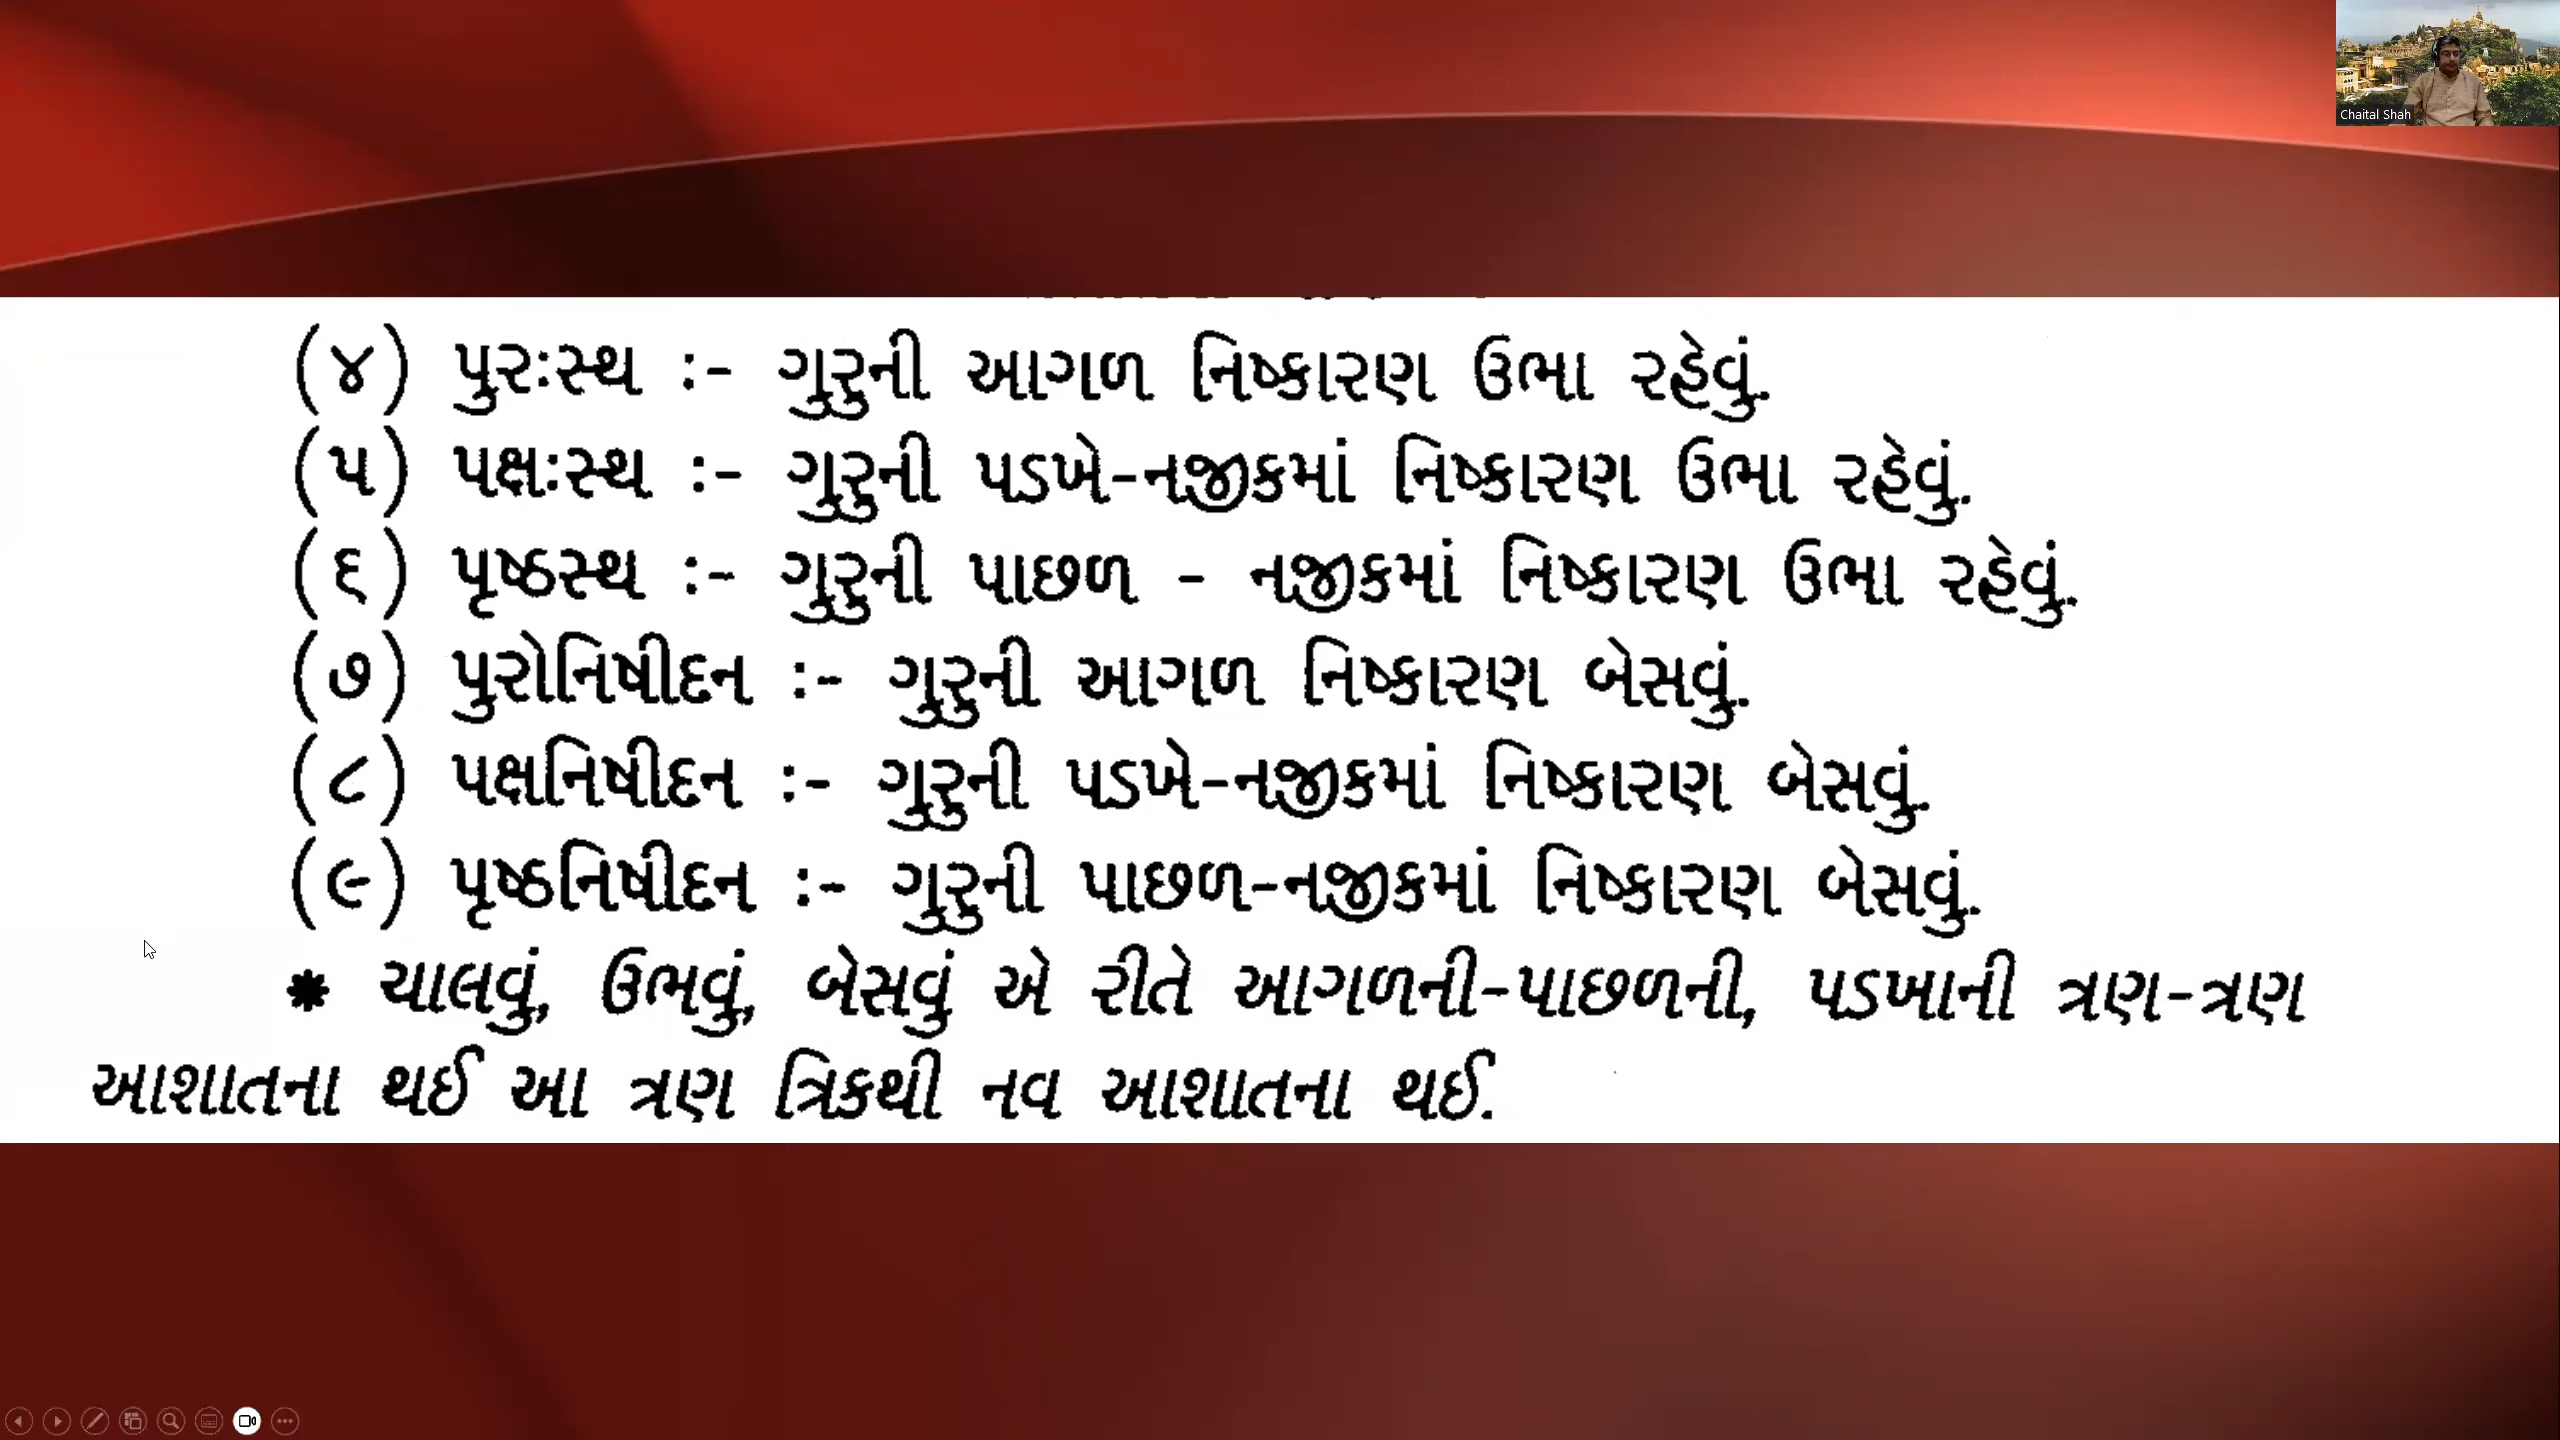 Chaital Shah
(૪) પુરઃસ્થ :- ગુરુની આગળ નિષ્કારણ ઉભા રહેવું.
(૫) પક્ષઃસ્થ :- ગુરુની પડખે-નજીકમાં નિષ્કારણ ઉભા રહેવું.
(૬) પૃષ્ઠસ્થ :- ગુરુની પાછળ - નજીકમાં નિષ્કારણ ઉભા રહેવું.
(૭) પુરોનિષીદન :- ગુરુની આગળ નિષ્કારણ બેસવું.
(૮) પક્ષનિષીદન :- ગુરુની પડખે-નજીકમાં નિષ્કારણ બેસવું.
(૯) પૃષ્ઠનિષીદન :- ગુરુની પાછળ-નજીકમાં નિષ્કારણ બેસવું.
* ચાલવું, ઉભવું, બેસવું એ રીતે આગળની-પાછળની, પડખાની ત્રણ-ત્રણ
આશાતના થઈ આ ત્રણ ત્રિકથી નવ આશાતના થઈ.